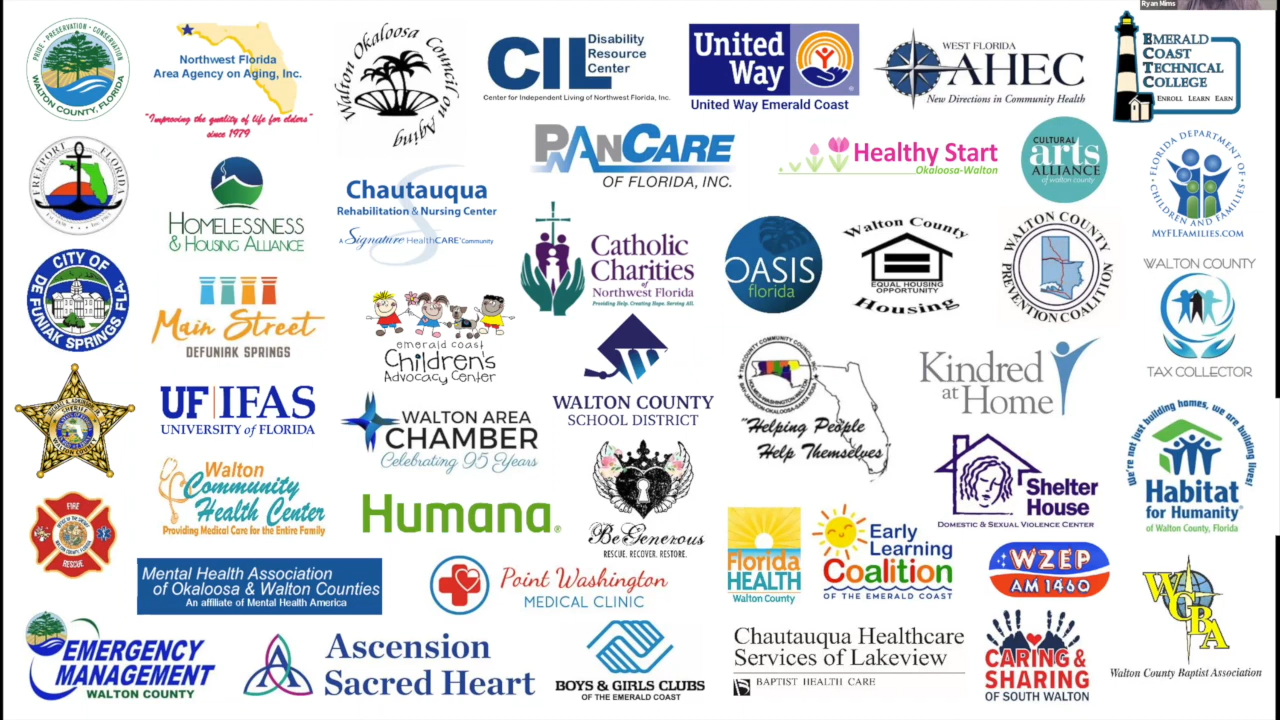 Ryan Mims
PRIDE · PRESERVATION · CONSERVATION
WALTON COUNTY, FLORIDA
Northwest Florida
Area Agency on Aging, Inc.
"Improving the quality of life for elders"
since 1979
Walton Okaloosa Council on Aging
CIL
Disability
Resource
Center
Center for Independent Living of Northwest Florida, Inc.
United
Way
United Way Emerald Coast
WEST FLORIDA
AHEC
New Directions in Community Health
EMERALD
COAST
TECHNICAL
COLLEGE
ENROLL LEARN EARN
FREEPORT FLORIDA
HOMELESSNESS
& HOUSING ALLIANCE
Chautauqua
Rehabilitation & Nursing Center
A Signature HealthCARE Community
PANCARE
OF FLORIDA, INC.
Healthy Start
Okaloosa-Walton
CULTURAL
arts
ALLIANCE
of walton county
FLORIDA DEPARTMENT OF
CHILDREN AND FAMILIES
MYFLFAMILIES.COM
CITY OF
DE FUNIAK SPRINGS FLA.
Main Street
DEFUNIAK SPRINGS
emerald coast
Children's
Advocacy Center
Catholic
Charities
of
Northwest Florida
Providing Help. Creating Hope. Serving All.
OASIS
florida
Walton County
EQUAL HOUSING
OPPORTUNITY
Housing
WALTON COUNTY
PREVENTION COALITION
WALTON COUNTY
TAX COLLECTOR
SHERIFF
UF|IFAS
UNIVERSITY of FLORIDA
WALTON AREA
CHAMBER
Celebrating 95 Years
W
WALTON COUNTY
SCHOOL DISTRICT
TRI-COUNTY COMMUNITY COUNCIL, INC.
"Helping People
Help Themselves"
Kindred
at Home
Walton
Community
Health Center
Providing Medical Care for the Entire Family
Humana
BeGenerous
RESCUE. RECOVER. RESTORE.
Shelter
House
DOMESTIC & SEXUAL VIOLENCE CENTER
We're not just building homes, we are building lives!
Habitat
for Humanity®
of Walton County, Florida
FIRE
RESCUE
Mental Health Association
of Okaloosa & Walton Counties
An affiliate of Mental Health America
Point Washington
MEDICAL CLINIC
Florida
HEALTH
Walton County
Early
Learning
Coalition
OF THE EMERALD COAST
WZEP
AM 1460
WCBA
Walton County Baptist Association
EMERGENCY
MANAGEMENT
WALTON COUNTY
Ascension
Sacred Heart
BOYS & GIRLS CLUBS
OF THE EMERALD COAST
Chautauqua Healthcare
Services of Lakeview
BAPTIST HEALTH CARE
CARING &
SHARING
OF SOUTH WALTON